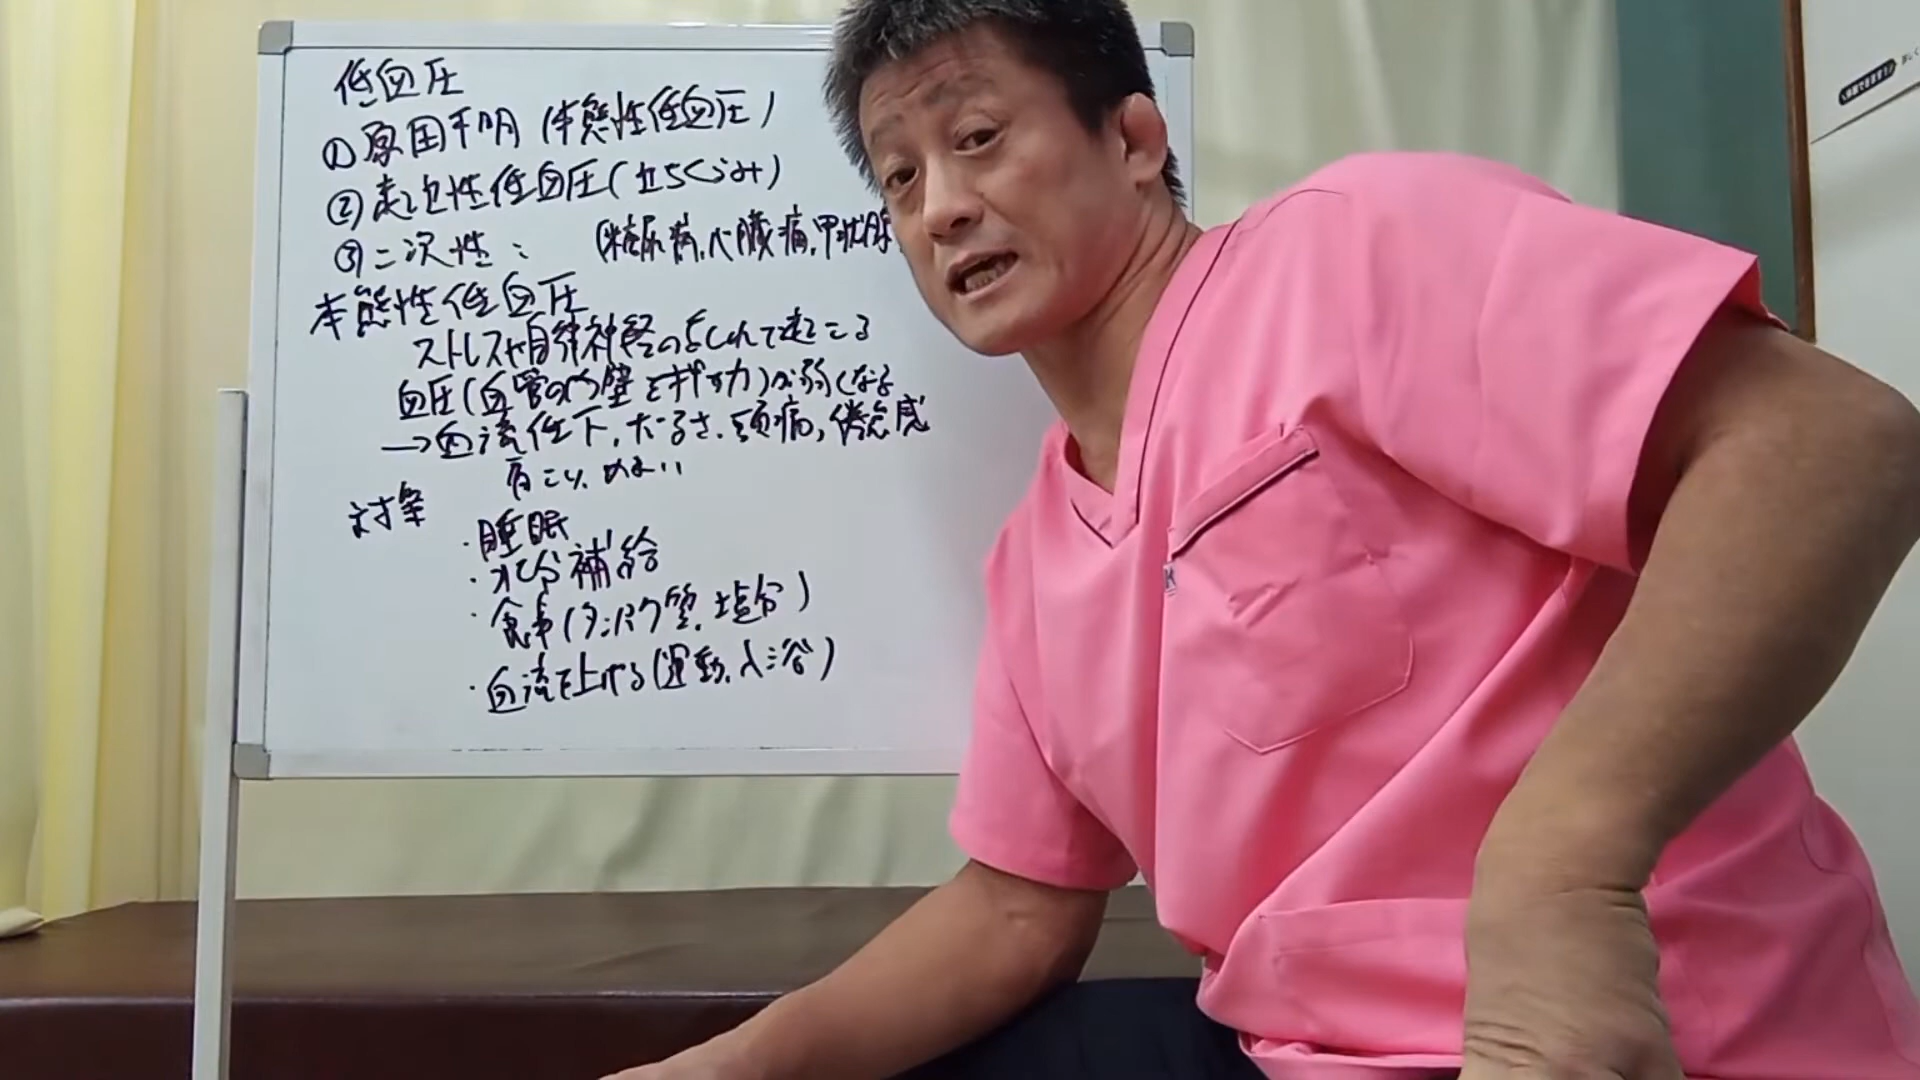 低血圧
① 原因不明 (本態性低血圧)
② 起立性低血圧 (立ちくらみ)
③ 二次性: (糖尿病, 心臓病, 甲状腺
本態性低血圧
ストレスや自律神経のみだれで起こる
血圧(血管の内壁を押す力)が弱くなる
→血流低下, だるさ, 頭痛, 倦怠感
肩こり, めまい
対策
・睡眠
・水分補給
・食事(タンパク質, 塩分)
・血流を上げる(運動, 入浴)